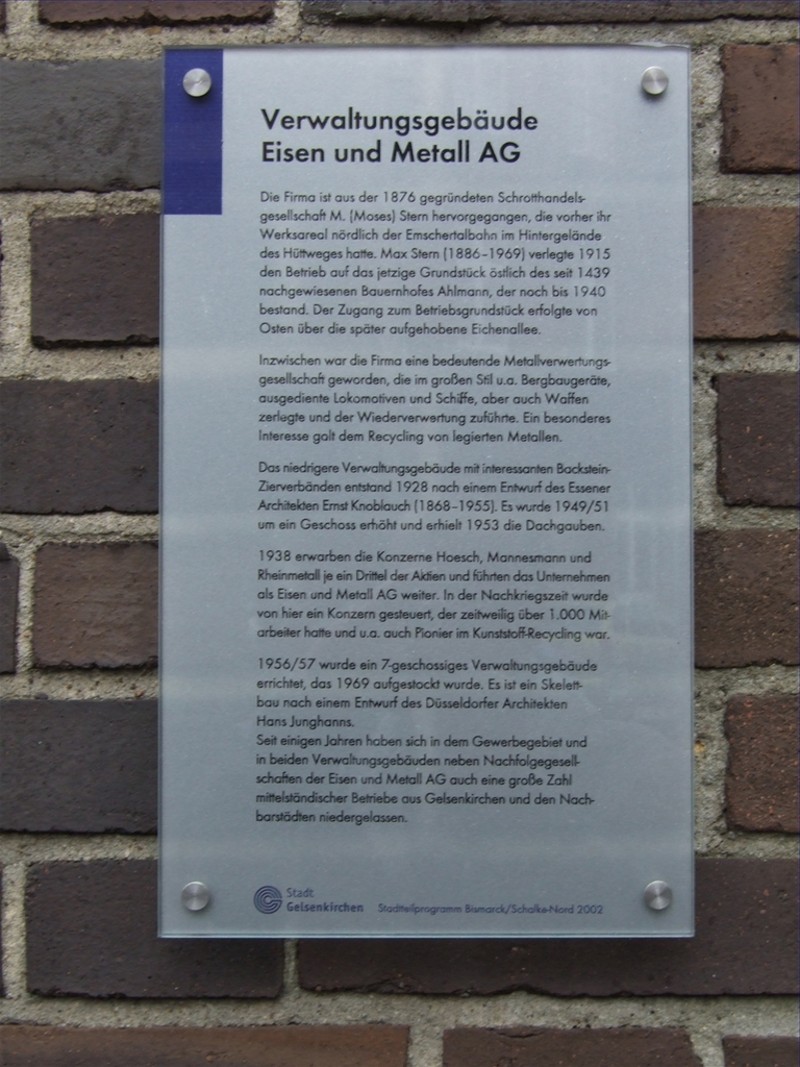 Verwaltungsgebäude
Eisen und Metall AG
Die Firma ist aus der 1876 gegründeten Schrotthandels-
gesellschaft M. (Moses) Stern hervorgegangen, die vorher ihr
Werksareal nördlich der Emschertalbahn im Hintergelände
des Hüttweges hatte. Max Stern (1886–1969) verlegte 1915
den Betrieb auf das jetzige Grundstück östlich des seit 1439
nachgewiesenen Bauernhofes Ahlmann, der noch bis 1940
bestand. Der Zugang zum Betriebsgrundstück erfolgte von
Osten über die später aufgehobene Eichenallee.
Inzwischen war die Firma eine bedeutende Metallverwertungs-
gesellschaft geworden, die im großen Stil u.a. Bergbaugeräte,
ausgediente Lokomotiven und Schiffe, aber auch Waffen
zerlegte und der Wiederverwertung zuführte. Ein besonderes
Interesse galt dem Recycling von legierten Metallen.
Das niedrigere Verwaltungsgebäude mit interessanten Backstein-
Zierverbänden entstand 1928 nach einem Entwurf des Essener
Architekten Ernst Knoblauch (1868–1955). Es wurde 1949/51
um ein Geschoss erhöht und erhielt 1953 die Dachgauben.
1938 erwarben die Konzerne Hoesch, Mannesmann und
Rheinmetall je ein Drittel der Aktien und führten das Unternehmen
als Eisen und Metall AG weiter. In der Nachkriegszeit wurde
von hier ein Konzern gesteuert, der zeitweilig über 1.000 Mit-
arbeiter hatte und u.a. auch Pionier im Kunststoff-Recycling war.
1956/57 wurde ein 7-geschossiges Verwaltungsgebäude
errichtet, das 1969 aufgestockt wurde. Es ist ein Skelett-
bau nach einem Entwurf des Düsseldorfer Architekten
Hans Junghanns.
Seit einigen Jahren haben sich in dem Gewerbegebiet und
in beiden Verwaltungsgebäuden neben Nachfolgegesell-
schaften der Eisen und Metall AG auch eine große Zahl
mittelständischer Betriebe aus Gelsenkirchen und den Nach-
barstädten niedergelassen.
Stadt
Gelsenkirchen Stadtteilprogramm Bismarck/Schalke-Nord 2002